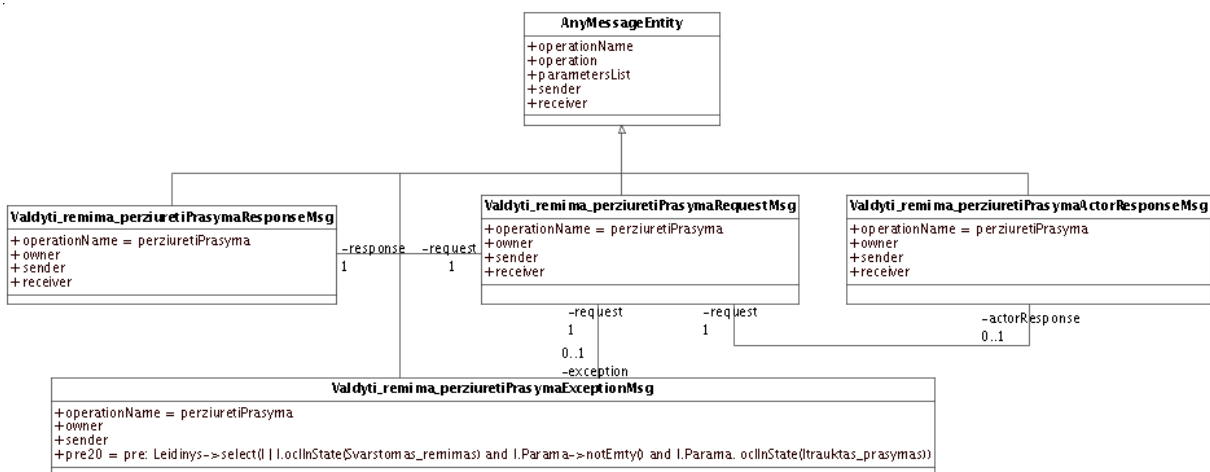 AnyMessageEntity
+operationName
+operation
+parametersList
+sender
+receiver
Valdyti_remima_perziuretiPrasymaResponseMsg
+operationName = perziuretiPrasyma
+owner
+sender
+receiver
-response
1
-request
1
Valdyti_remima_perziuretiPrasymaRequestMsg
+operationName = perziuretiPrasyma
+owner
+sender
+receiver
Valdyti_remima_perziuretiPrasymaActorResponseMsg
+operationName = perziuretiPrasyma
+owner
+sender
+receiver
-request
1
0..1
-exception
-request
1
-actorResponse
0..1
Valdyti_remima_perziuretiPrasymaExceptionMsg
+operationName = perziuretiPrasyma
+owner
+sender
+pre20 = pre: Leidinys->select(l | l.oclInState(Svarstomas_remimas) and l.Parama->notEmty() and l.Parama. oclInState(Itrauktas_prasymas))